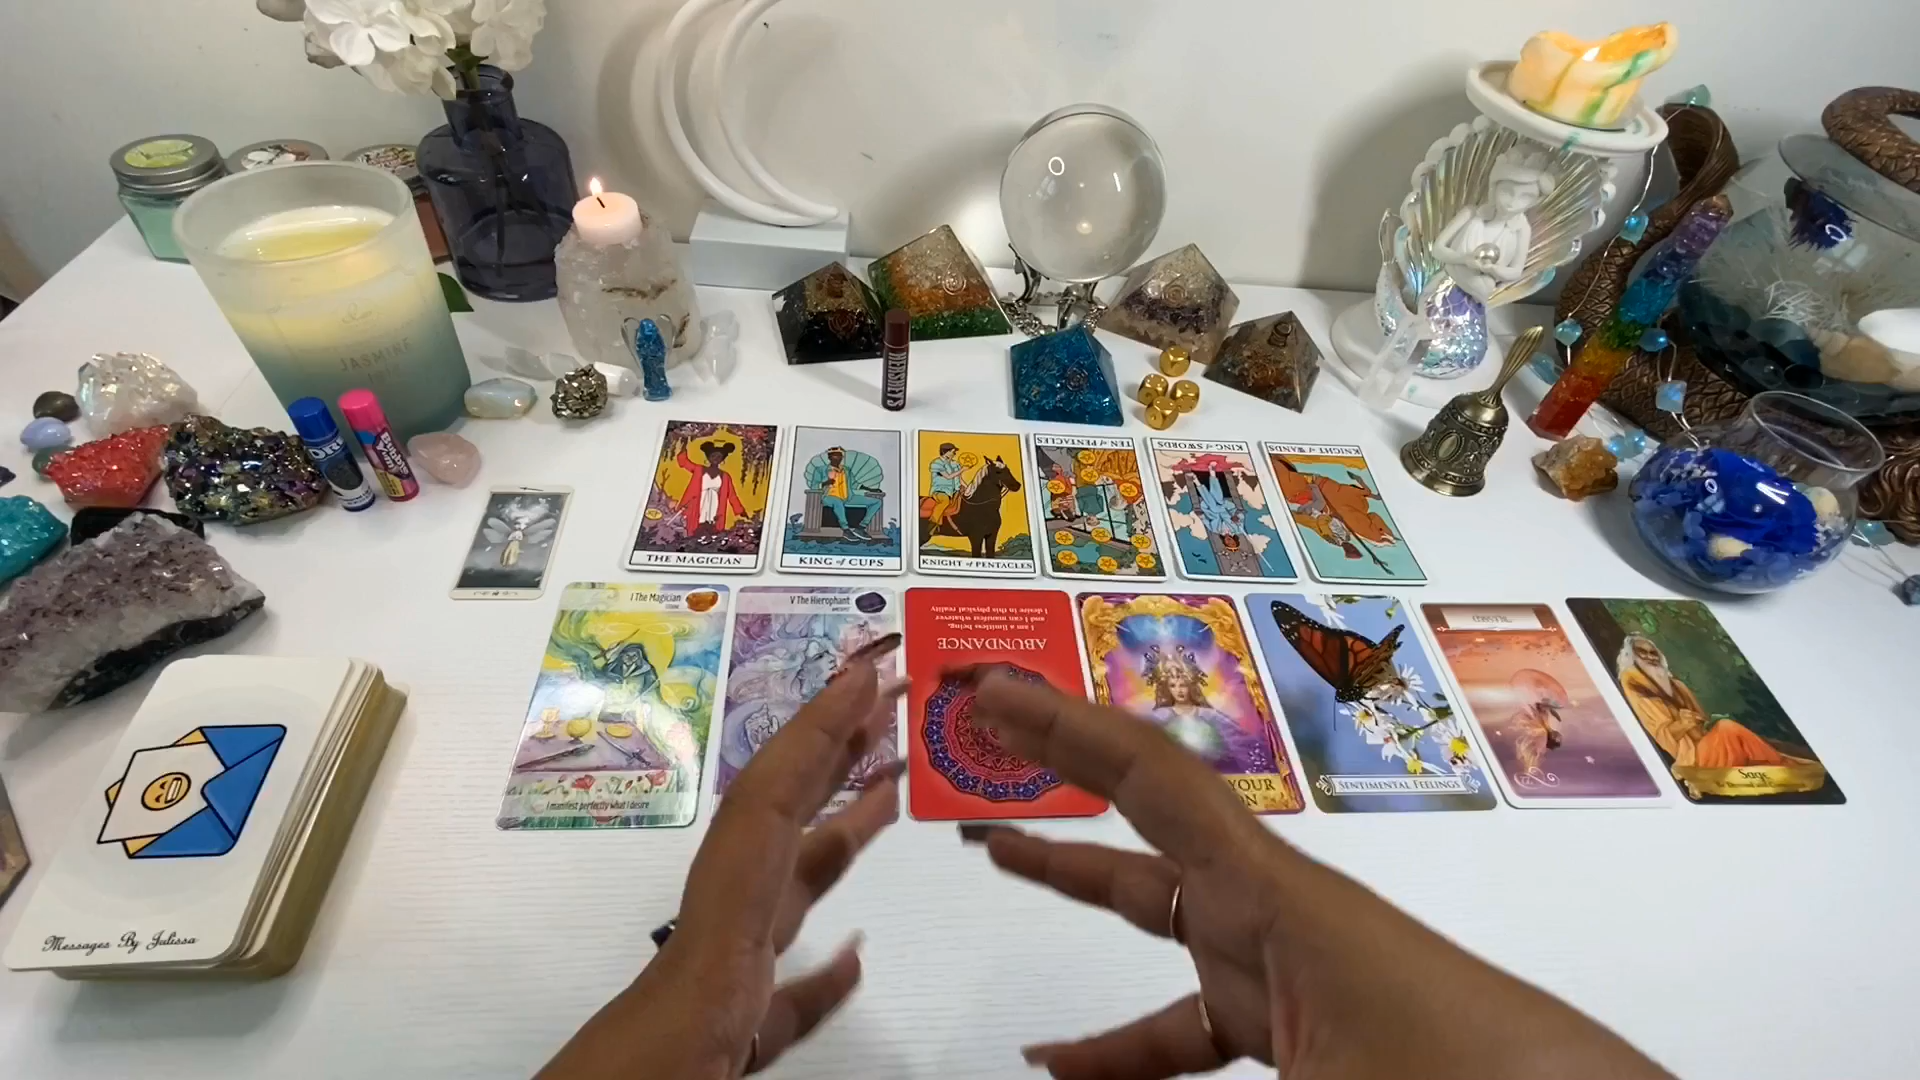 JASMINE
HERSHEY'S
THE MAGICIAN
KING of CUPS
KNIGHT of PENTACLES
TEN of PENTACLES
KING of SWORDS
KNIGHT of WANDS
I The Magician
I manifest perfectly what I desire
V The Hierophant
ABUNDANCE
I am a limitless being,
and I can manifest whatever
I desire in this physical reality
YOUR
SENTIMENTAL FEELINGS
Sage
Messages By Julissa